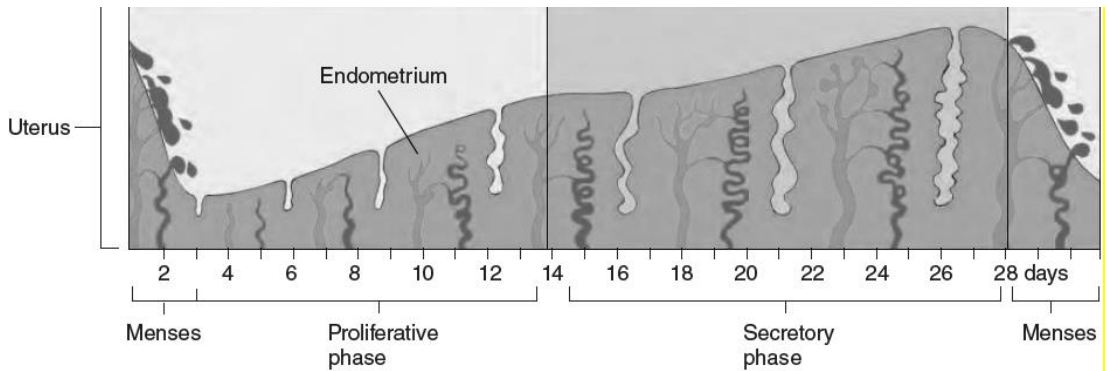 Endometrium
Uterus
2 4 6 8 10 12 14 16 18 20 22 24 26 28 days
Menses Proliferative phase Secretory phase Menses